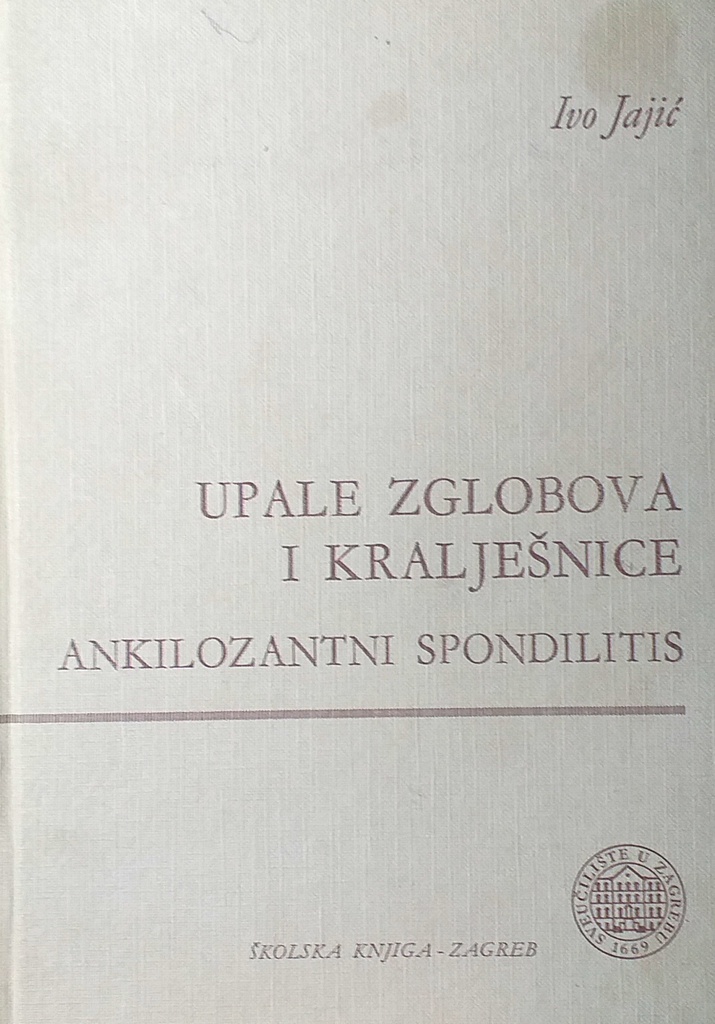 Ivo Jajić
UPALE ZGLOBOVA
I KRALJEŠNICE
ANKILOZANTNI SPONDILITIS
SVEUČILIŠTE U ZAGREBU
1669
ŠKOLSKA KNJIGA - ZAGREB